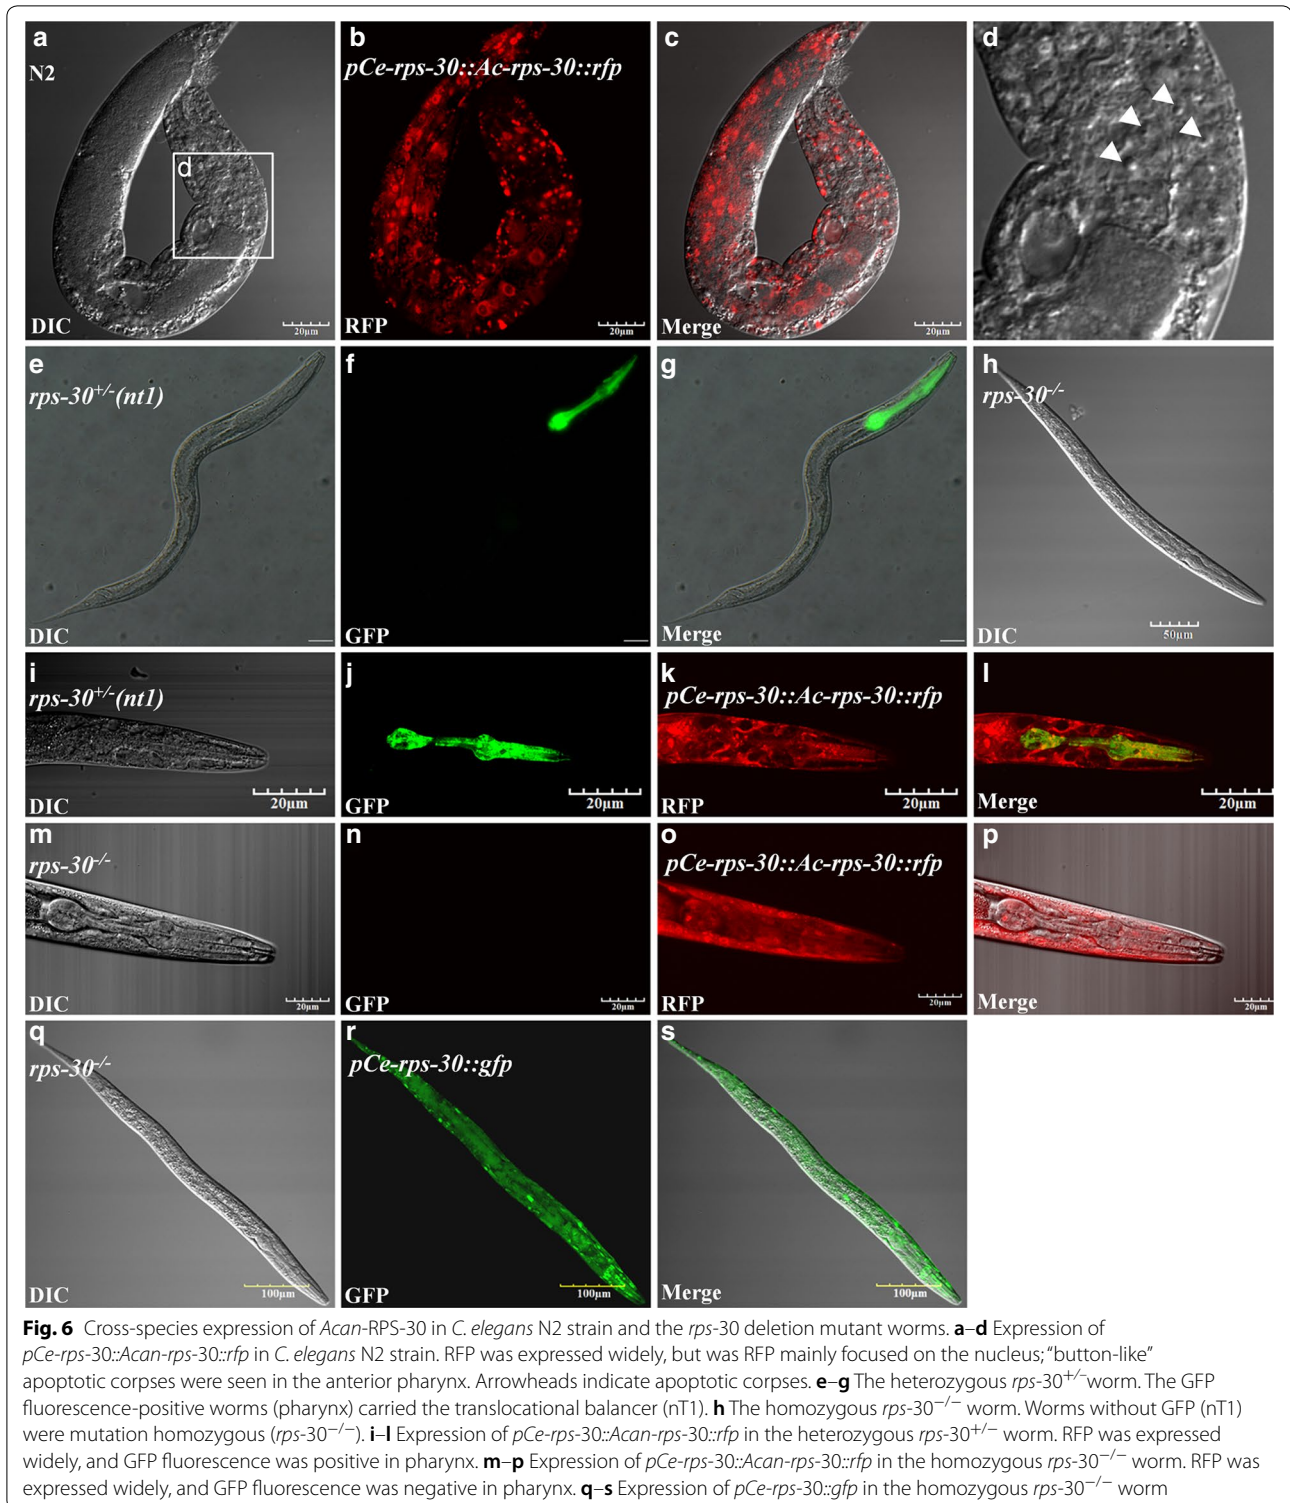 a
N2
DIC
20µm
d
b
pCe-rps-30::Ac-rps-30::rfp
RFP
20µm
c
Merge
20µm
d
e
rps-30+/-(nt1)
DIC
f
GFP
g
Merge
h
rps-30-/-
50µm
DIC
i
rps-30+/-(nt1)
20µm
DIC
j
20µm
GFP
k
pCe-rps-30::Ac-rps-30::rfp
20µm
RFP
l
20µm
Merge
m
rps-30-/-
20µm
DIC
n
20µm
GFP
o
pCe-rps-30::Ac-rps-30::rfp
20µm
RFP
p
20µm
Merge
q
rps-30-/-
100µm
DIC
r
pCe-rps-30::gfp
100µm
GFP
s
100µm
Merge
Fig. 6 Cross-species expression of Acan-RPS-30 in C. elegans N2 strain and the rps-30 deletion mutant worms. a–d Expression of
pCe-rps-30::Acan-rps-30::rfp in C. elegans N2 strain. RFP was expressed widely, but was RFP mainly focused on the nucleus; “button-like”
apoptotic corpses were seen in the anterior pharynx. Arrowheads indicate apoptotic corpses. e–g The heterozygous rps-30+/−worm. The GFP
fluorescence-positive worms (pharynx) carried the translocational balancer (nT1). h The homozygous rps-30−/− worm. Worms without GFP (nT1)
were mutation homozygous (rps-30−/−). i–l Expression of pCe-rps-30::Acan-rps-30::rfp in the heterozygous rps-30+/− worm. RFP was expressed
widely, and GFP fluorescence was positive in pharynx. m–p Expression of pCe-rps-30::Acan-rps-30::rfp in the homozygous rps-30−/− worm. RFP was
expressed widely, and GFP fluorescence was negative in pharynx. q–s Expression of pCe-rps-30::gfp in the homozygous rps-30−/− worm